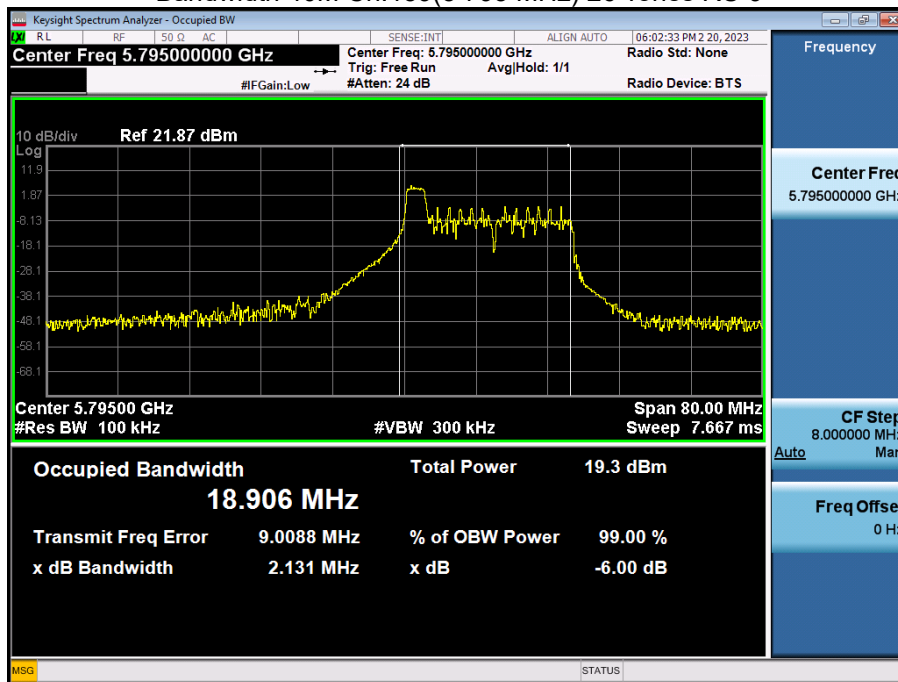 Keysight Spectrum Analyzer - Occupied BW
LXI RL RF 50 Ω AC SENSE:INT ALIGN AUTO 06:02:33 PM 2 20, 2023
Center Freq 5.795000000 GHz Center Freq: 5.795000000 GHz Radio Std: None
Trig: Free Run Avg|Hold: 1/1
#IFGain:Low #Atten: 24 dB Radio Device: BTS
Frequency
10 dB/div Ref 21.87 dBm
Log
11.9
1.87
-8.13
-18.1
-28.1
-38.1
-48.1
-58.1
-68.1
Center 5.79500 GHz Span 80.00 MHz
#Res BW 100 kHz #VBW 300 kHz Sweep 7.667 ms
Occupied Bandwidth Total Power 19.3 dBm
18.906 MHz
Transmit Freq Error 9.0088 MHz % of OBW Power 99.00 %
x dB Bandwidth 2.131 MHz x dB -6.00 dB
Center Freq
5.795000000 GHz
CF Step
8.000000 MHz
Auto Man
Freq Offset
0 Hz
MSG STATUS